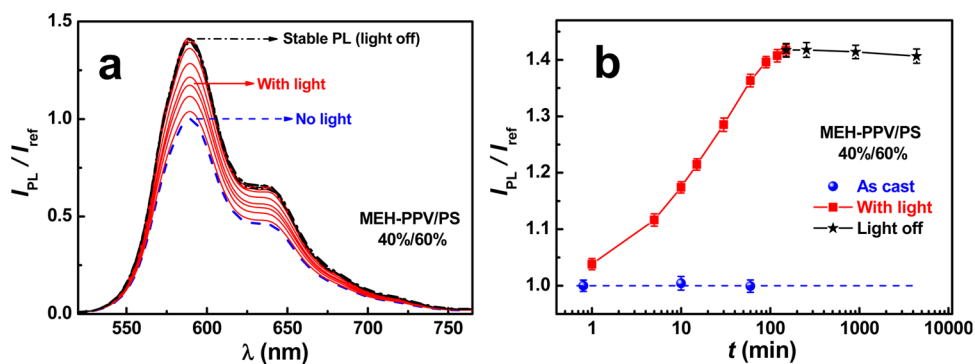 a
Stable PL (light off)
With light
No light
MEH-PPV/PS
40%/60%
1.5
1.0
0.5
0.0
550
600
650
700
750
λ (nm)
I_PL / I_ref
b
MEH-PPV/PS
40%/60%
As cast
With light
Light off
1.4
1.3
1.2
1.1
1.0
1
10
100
1000
10000
t (min)
I_PL / I_ref